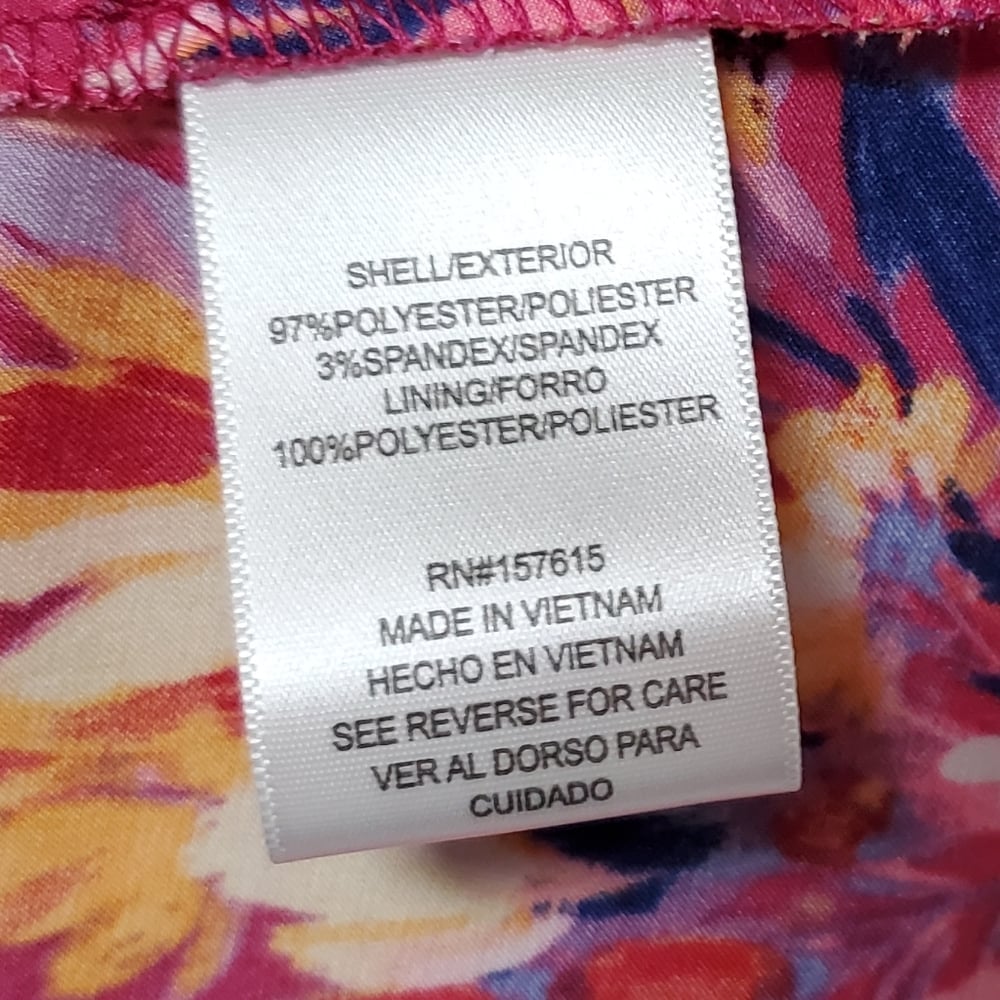 SHELL/EXTERIOR
97%POLYESTER/POLIESTER
3%SPANDEX/SPANDEX
LINING/FORRO
100%POLYESTER/POLIESTER
RN#157615
MADE IN VIETNAM
HECHO EN VIETNAM
SEE REVERSE FOR CARE
VER AL DORSO PARA
CUIDADO